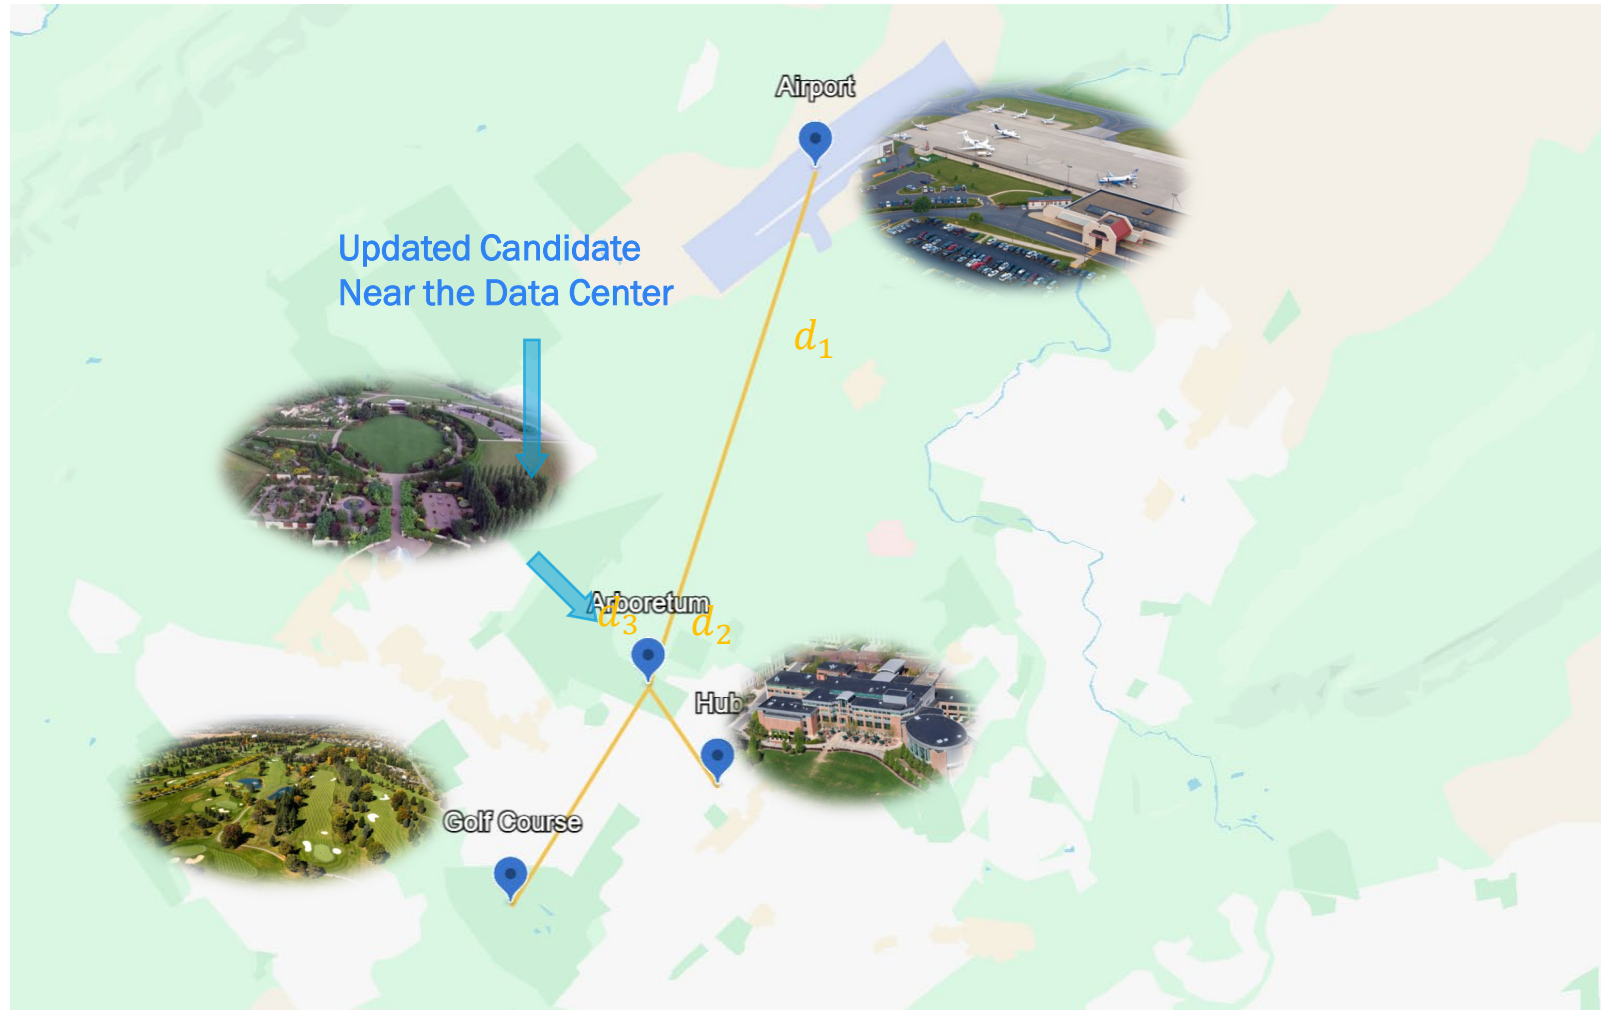 Airport
Updated Candidate
Near the Data Center
d₁
Arboretum
d₃
d₂
Hub
Golf Course